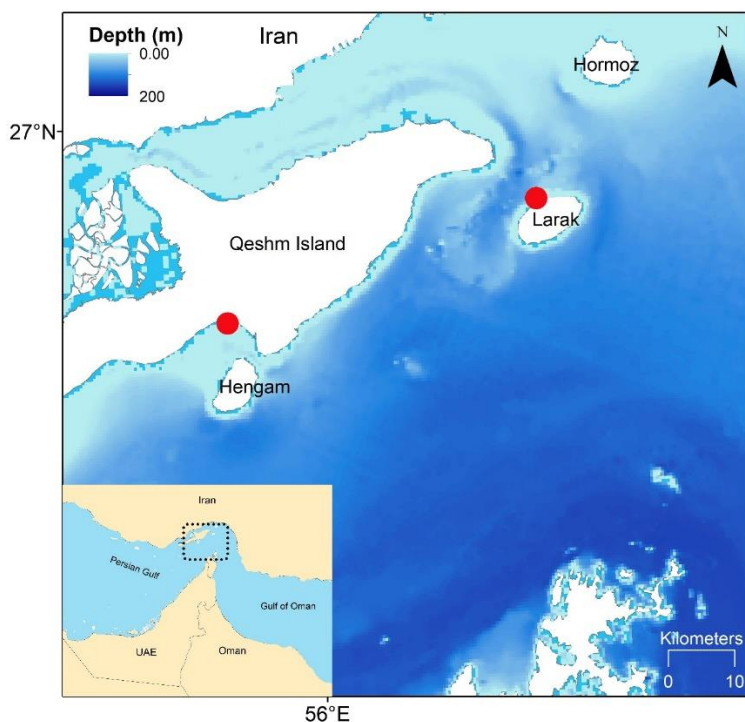 Depth (m)
0.00
200
Iran
Hormoz
N
27°N
Larak
Qeshm Island
Hengam
Iran
Persian Gulf
Gulf of Oman
UAE
Oman
Kilometers
0 10
56°E